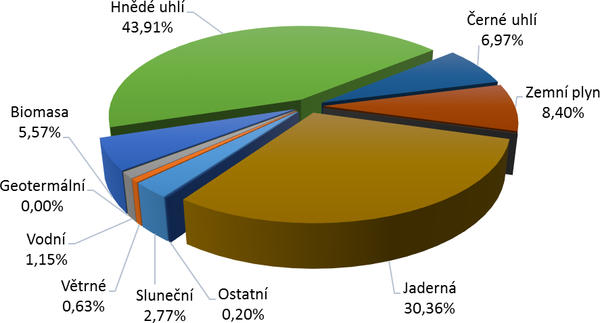 Hnědé uhlí
43,91%
Černé uhlí
6,97%
Zemní plyn
8,40%
Biomasa
5,57%
Geotermální
0,00%
Vodní
1,15%
Větrné
0,63%
Sluneční
2,77%
Ostatní
0,20%
Jaderná
30,36%